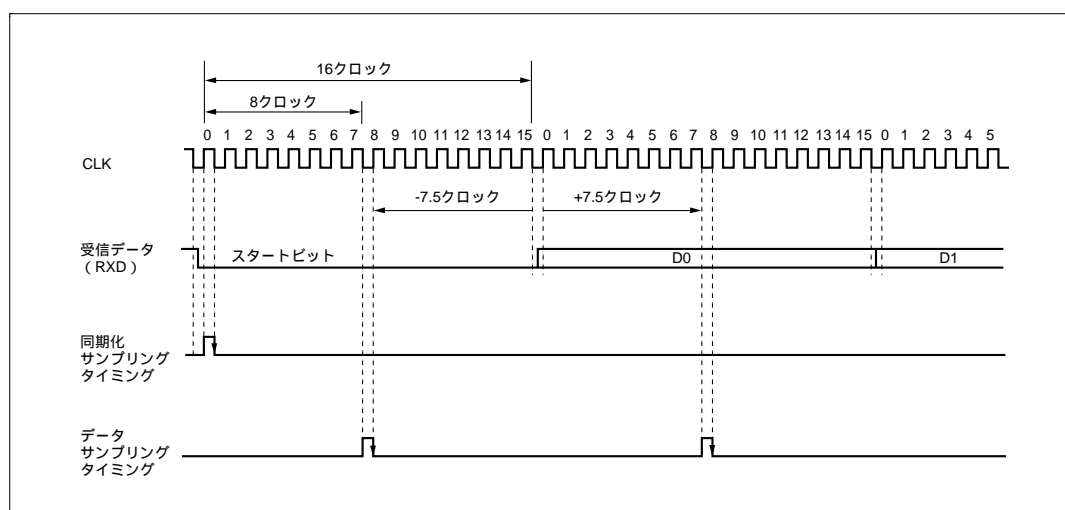 16クロック
8クロック
0 1 2 3 4 5 6 7 8 9 10 11 12 13 14 15 0 1 2 3 4 5 6 7 8 9 10 11 12 13 14 15 0 1 2 3 4 5
CLK
-7.5クロック +7.5クロック
受信データ
(RXD)
スタートビット D0 D1
同期化
サンプリング
タイミング
データ
サンプリング
タイミング